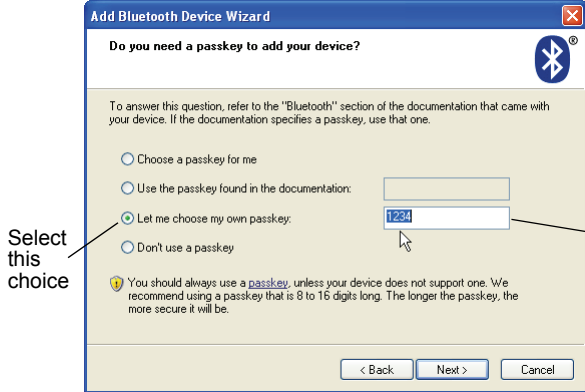 Add Bluetooth Device Wizard
Do you need a passkey to add your device?
®
To answer this question, refer to the "Bluetooth" section of the documentation that came with
your device. If the documentation specifies a passkey, use that one.
Choose a passkey for me
Use the passkey found in the documentation:
Let me choose my own passkey:
1234
Don't use a passkey
Select
this
choice
You should always use a passkey, unless your device does not support one. We
recommend using a passkey that is 8 to 16 digits long. The longer the passkey, the
more secure it will be.
< Back
Next >
Cancel